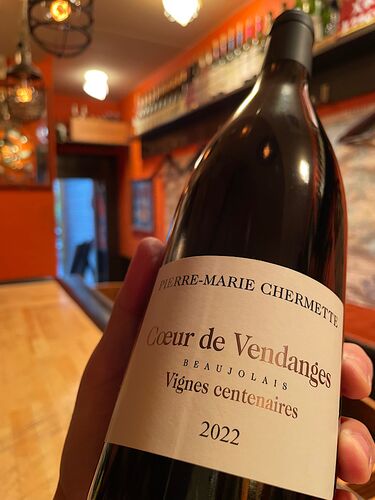 PIERRE-MARIE CHERMETTE
Cœur de Vendanges
BEAUJOLAIS
Vignes centenaires
2022